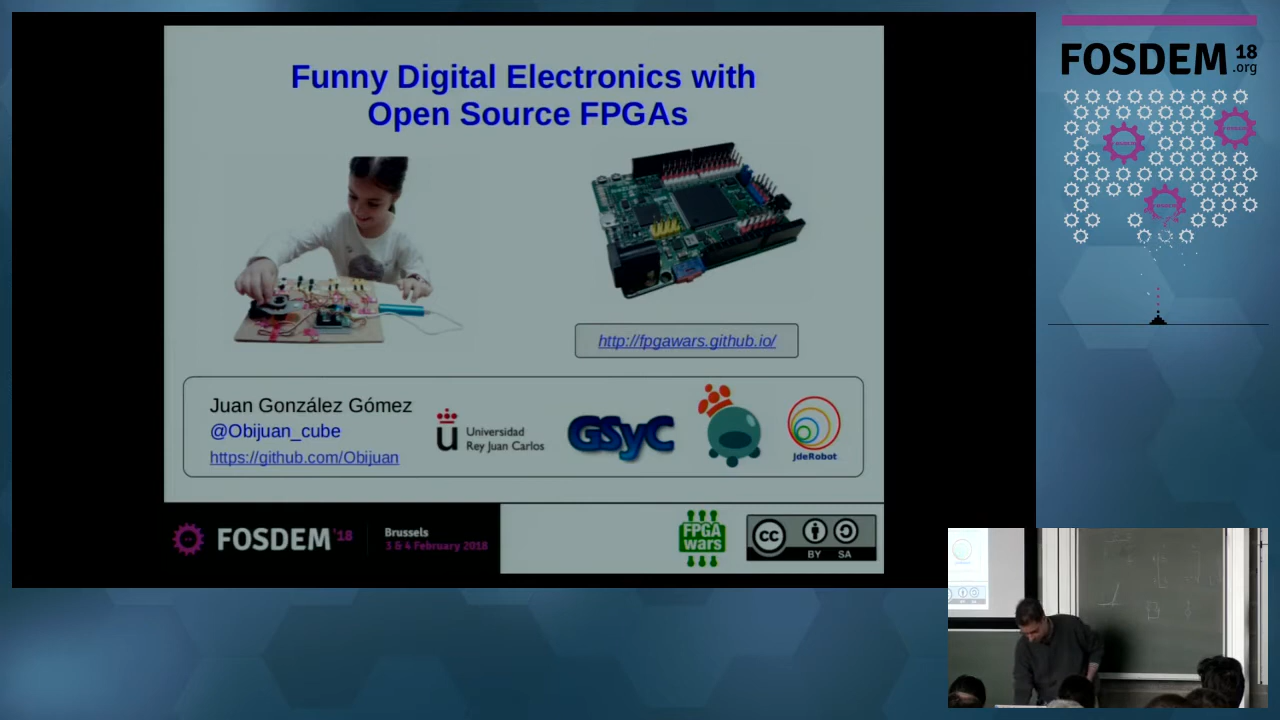 Funny Digital Electronics with
Open Source FPGAs
http://fpgawars.github.io/
Juan González Gómez
@Obijuan_cube
https://github.com/Obijuan
Universidad
Rey Juan Carlos
GSyC
JdeRobot
FOSDEM'18
Brussels
3 & 4 February 2018
FPGA
wars
cc
BY SA
FOSDEM 18
.org